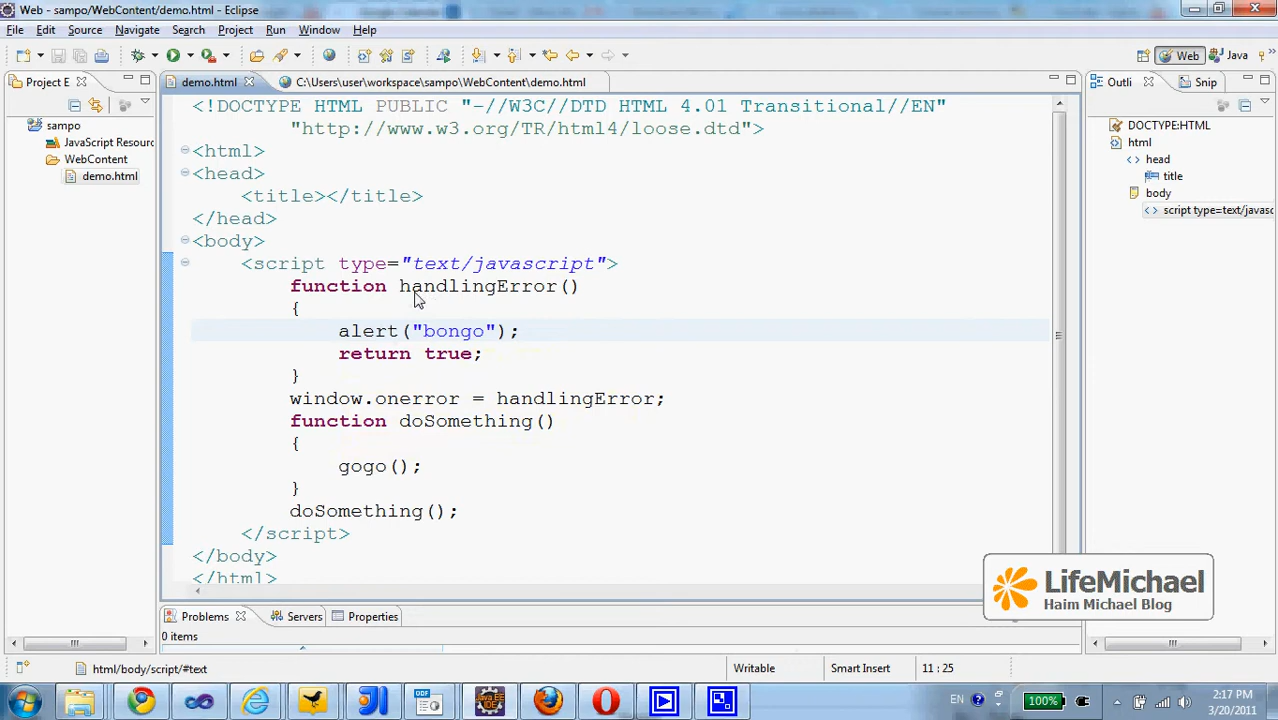 Web - sampo/WebContent/demo.html - Eclipse
File Edit Source Navigate Search Project Run Window Help
Web Java
Project E
demo.html
C:\Users\user\workspace\sampo\WebContent\demo.html
Outli
Snip
sampo
JavaScript Resourc
WebContent
demo.html
<!DOCTYPE HTML PUBLIC "-//W3C//DTD HTML 4.01 Transitional//EN"
"http://www.w3.org/TR/html4/loose.dtd">
<html>
<head>
<title></title>
</head>
<body>
<script type="text/javascript">
function handlingError()
{
alert("bongo");
return true;
}
window.onerror = handlingError;
function doSomething()
{
gogo();
}
doSomething();
</script>
</body>
</html>
DOCTYPE:HTML
html
head
title
body
script type=text/javasc
LifeMichael
Haim Michael Blog
Problems Servers Properties
0 items
html/body/script/#text
Writable
Smart Insert
11 : 25
ODF
Java EE
IDE
EN
100%
2:17 PM
3/20/2011